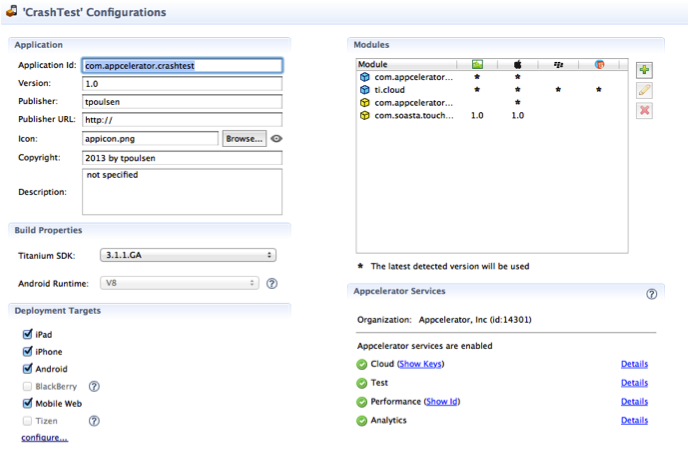 'CrashTest' Configurations
Application
Application Id: com.appcelerator.crashtest
Version: 1.0
Publisher: tpoulsen
Publisher URL: http://
Icon: appicon.png Browse...
Copyright: 2013 by tpoulsen
Description: not specified
Build Properties
Titanium SDK: 3.1.1.GA
Android Runtime: V8 ?
Deployment Targets
iPad
iPhone
Android
BlackBerry ?
Mobile Web
Tizen ?
configure...
Modules
Module
com.appcelerator... * *
ti.cloud * * * *
com.appcelerator... *
com.soasta.touch... 1.0 1.0
* The latest detected version will be used
Appcelerator Services ?
Organization: Appcelerator, Inc (id:14301)
Appcelerator services are enabled
Cloud (Show Keys) Details
Test Details
Performance (Show Id) Details
Analytics Details